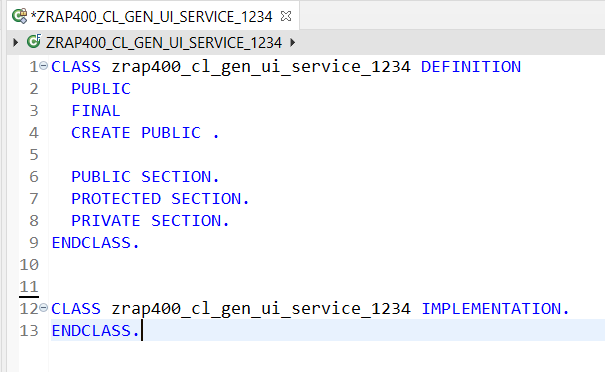 *ZRAP400_CL_GEN_UI_SERVICE_1234
ZRAP400_CL_GEN_UI_SERVICE_1234
1 CLASS zrap400_cl_gen_ui_service_1234 DEFINITION
2   PUBLIC
3   FINAL
4   CREATE PUBLIC .
5
6   PUBLIC SECTION.
7   PROTECTED SECTION.
8   PRIVATE SECTION.
9 ENDCLASS.
10
11
12 CLASS zrap400_cl_gen_ui_service_1234 IMPLEMENTATION.
13 ENDCLASS.